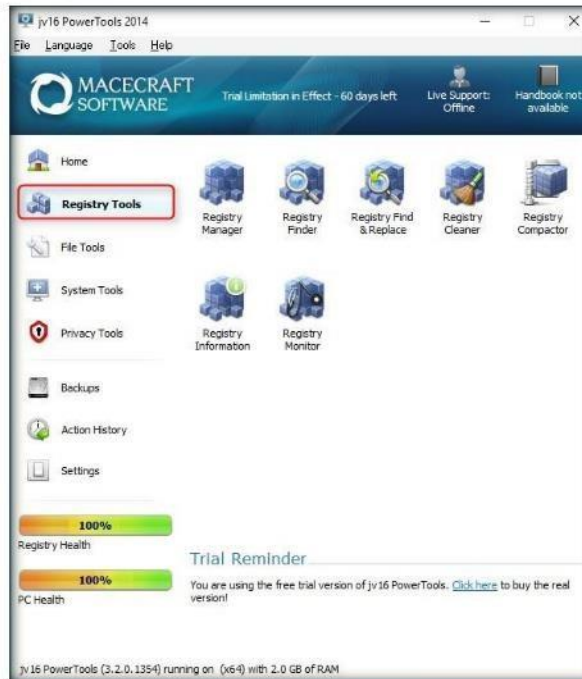 jv16 PowerTools 2014
File Language Tools Help
MACECRAFT
SOFTWARE
Trial Limitation in Effect - 60 days left
Live Support:
Offline
Handbook not
available
Home
Registry Tools
File Tools
System Tools
Privacy Tools
Backups
Action History
Settings
100%
Registry Health
100%
PC Health
Registry
Manager
Registry
Finder
Registry Find
& Replace
Registry
Cleaner
Registry
Compactor
Registry
Information
Registry
Monitor
Trial Reminder
You are using the free trial version of jv16 PowerTools. Click here to buy the real
version!
jv16 PowerTools (3.2.0.1354) running on (x64) with 2.0 GB of RAM